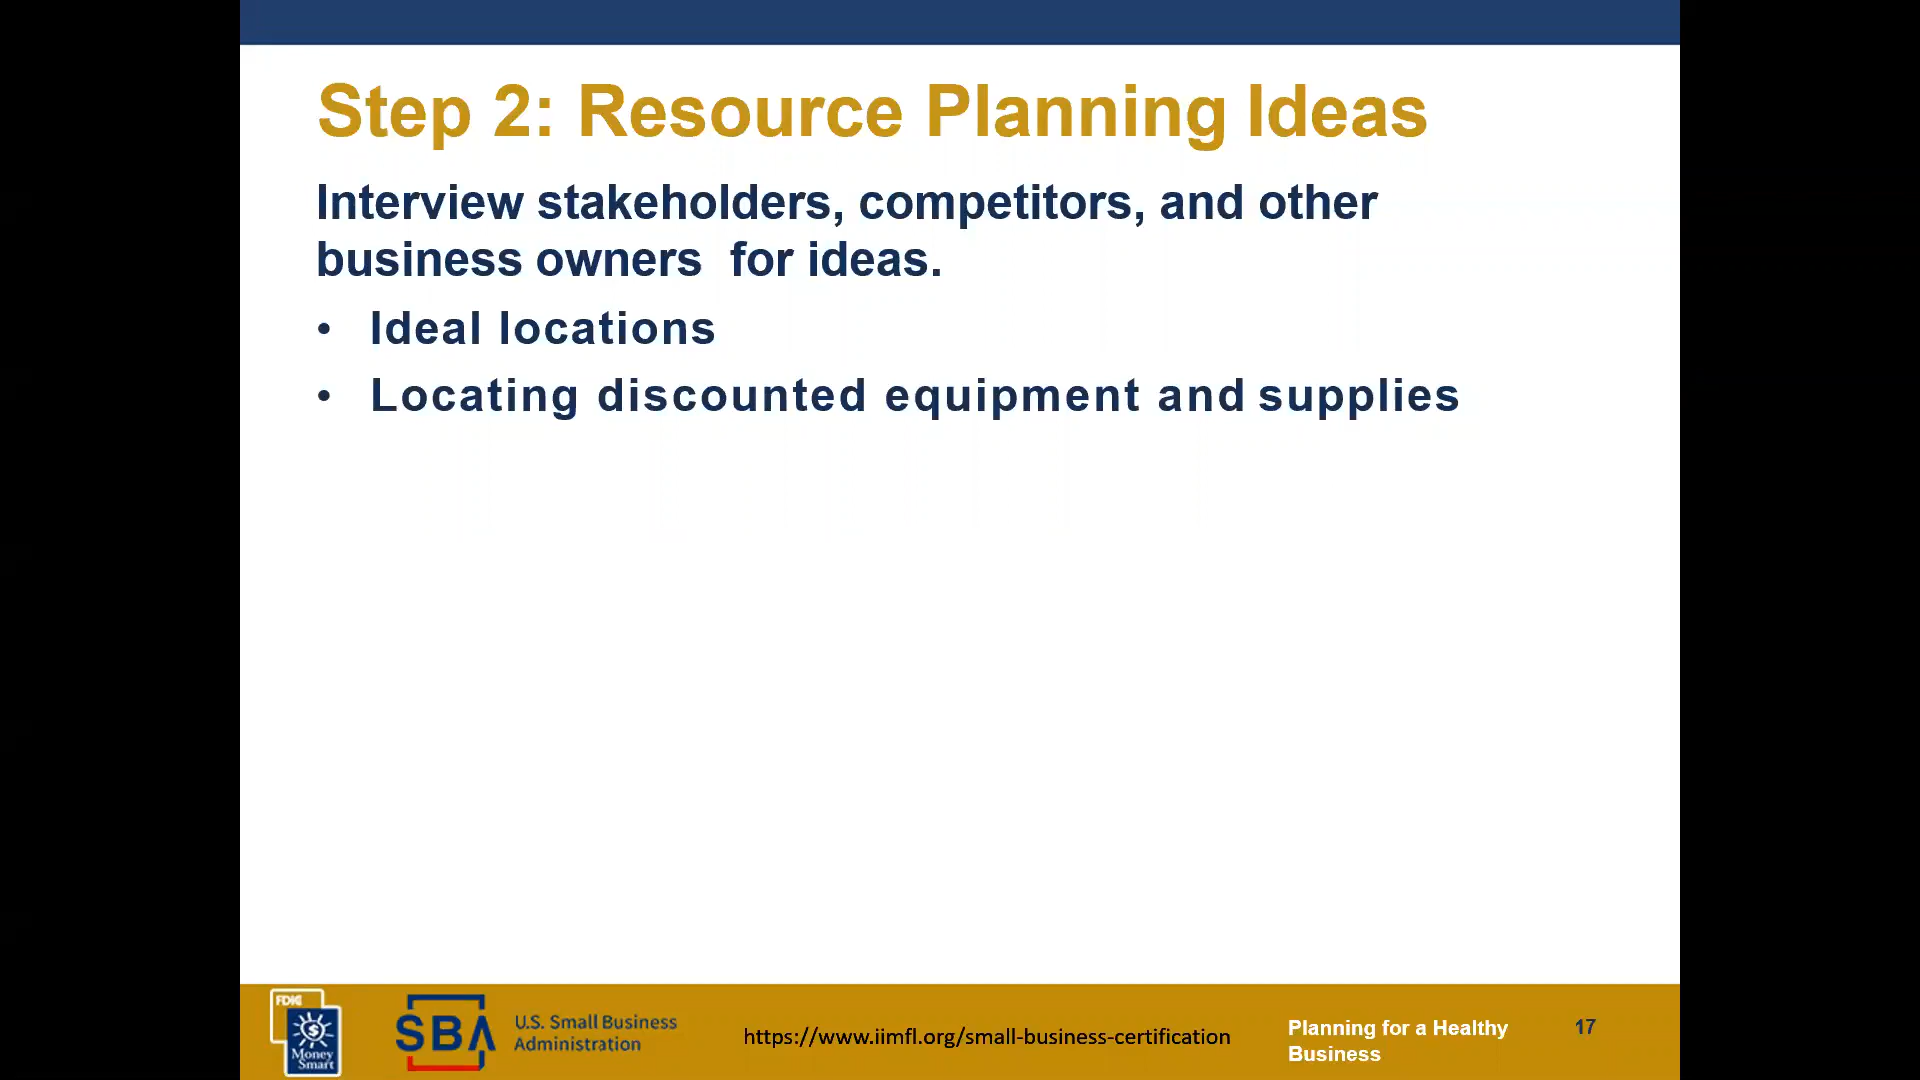 Step 2: Resource Planning Ideas
Interview stakeholders, competitors, and other
business owners  for ideas.
• Ideal locations
• Locating discounted equipment and supplies
FDIC
Money
Smart
SBA
U.S. Small Business
Administration
https://www.iimfl.org/small-business-certification
Planning for a Healthy
Business
17